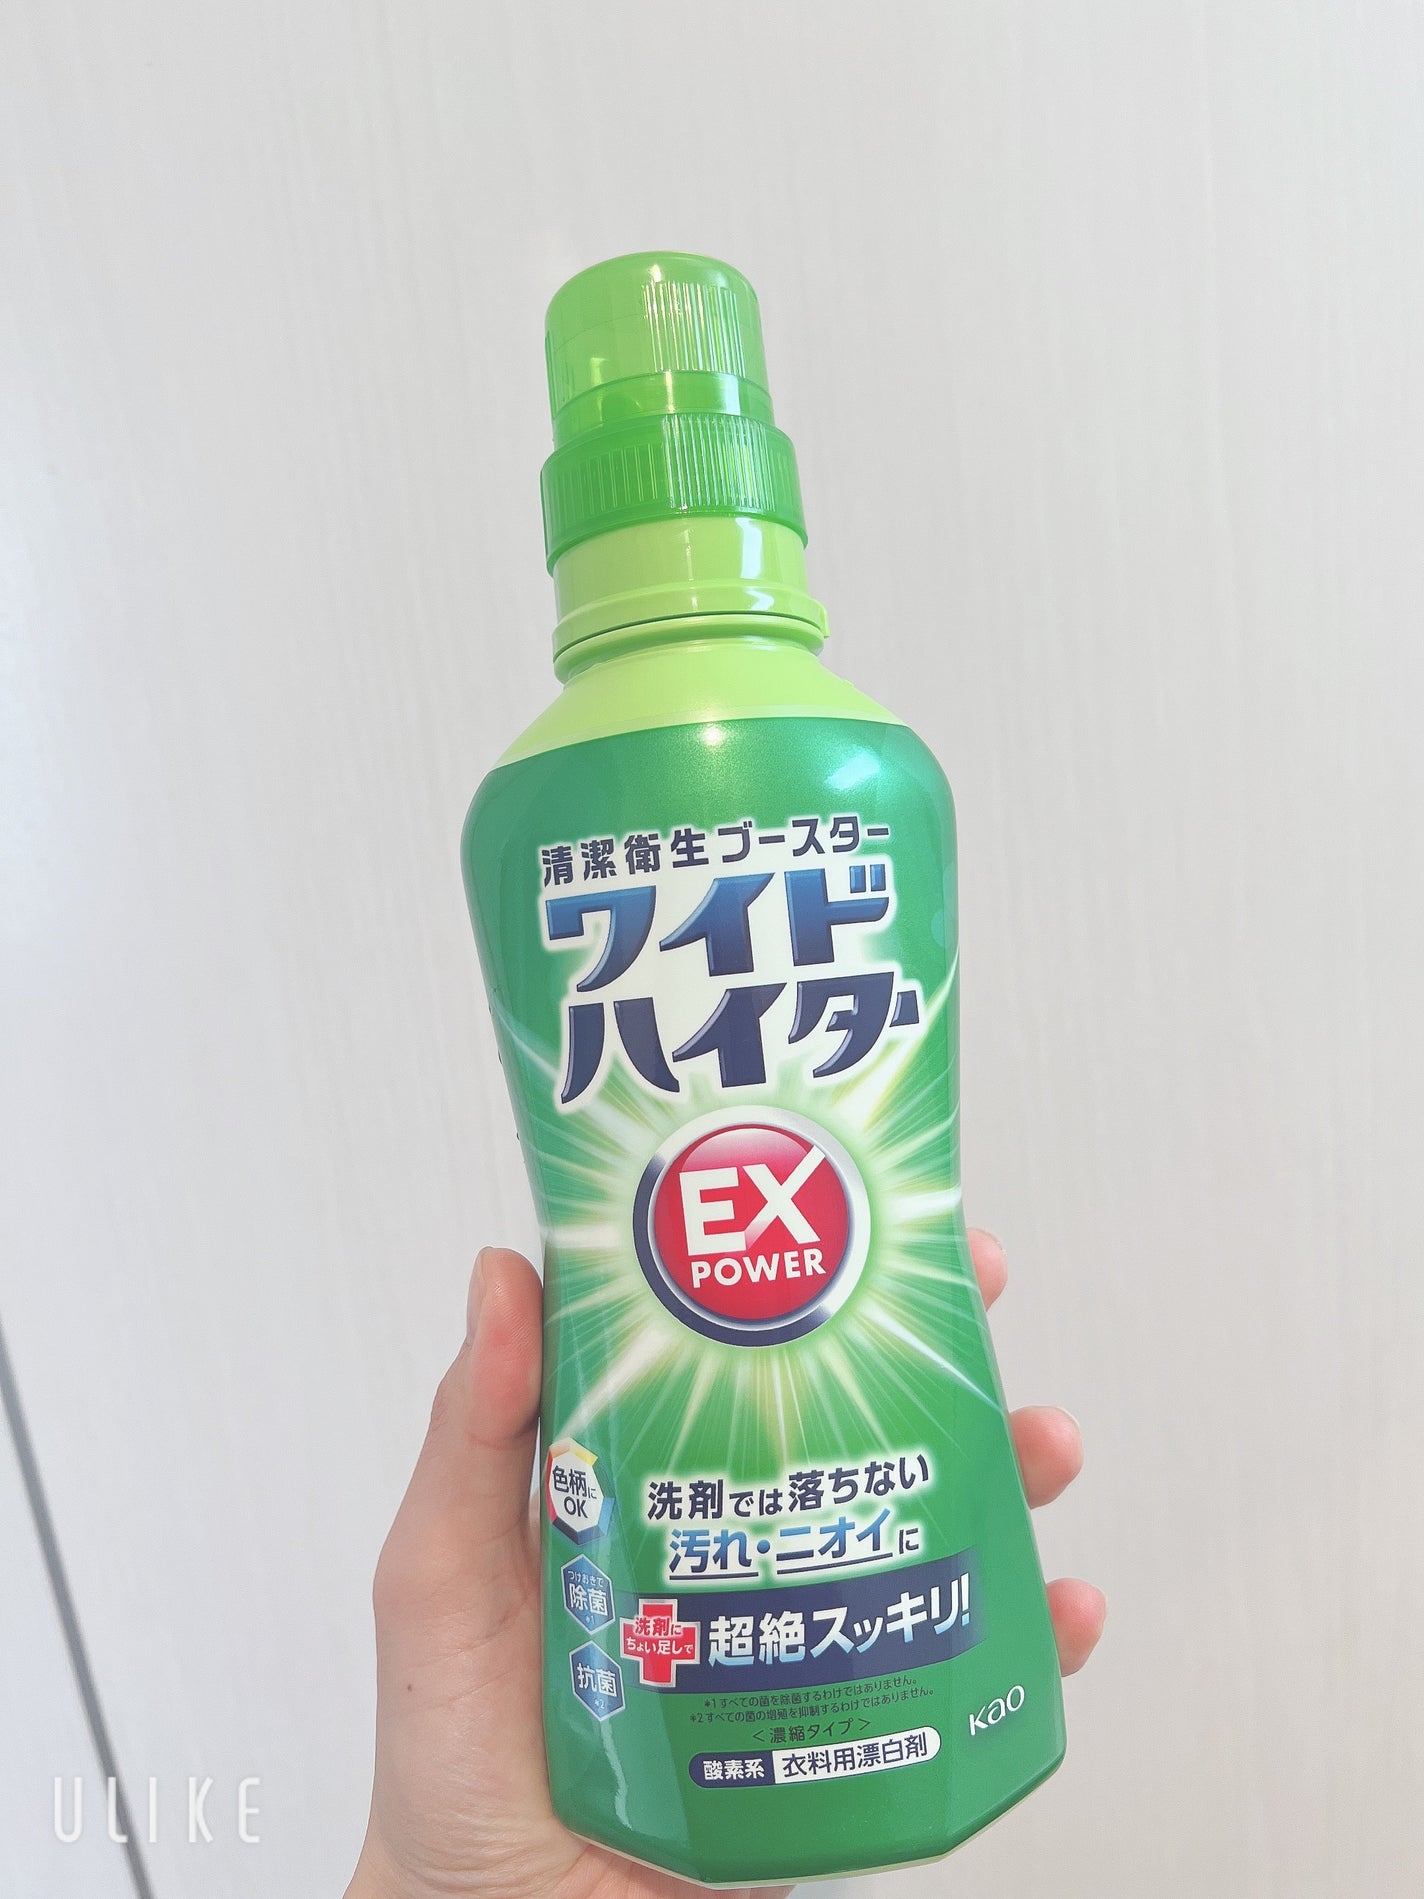 清潔衛生ブースター
ワイド
ハイター
EX
POWER
色柄に
OK
洗剤では落ちない
汚れ・ニオイに
つけおきで
除菌
*1
洗剤に
ちょい足しで
超絶スッキリ!
抗菌
*2
*1 すべての菌を除菌するわけではありません。
*2 すべての菌の増殖を抑制するわけではありません。
＜濃縮タイプ＞
酸素系 衣料用漂白剤
Kao
ULIKE